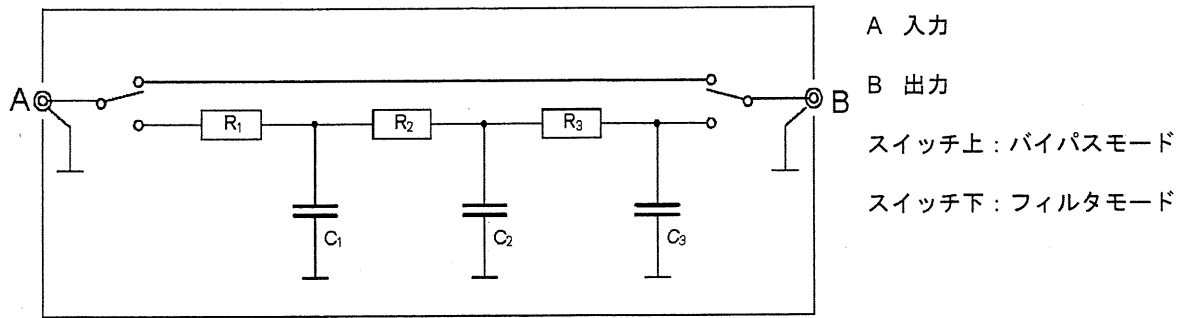 A 入力
A
B
B 出力
R₁
R₂
R₃
スイッチ上：バイパスモード
スイッチ下：フィルタモード
C₁
C₂
C₃